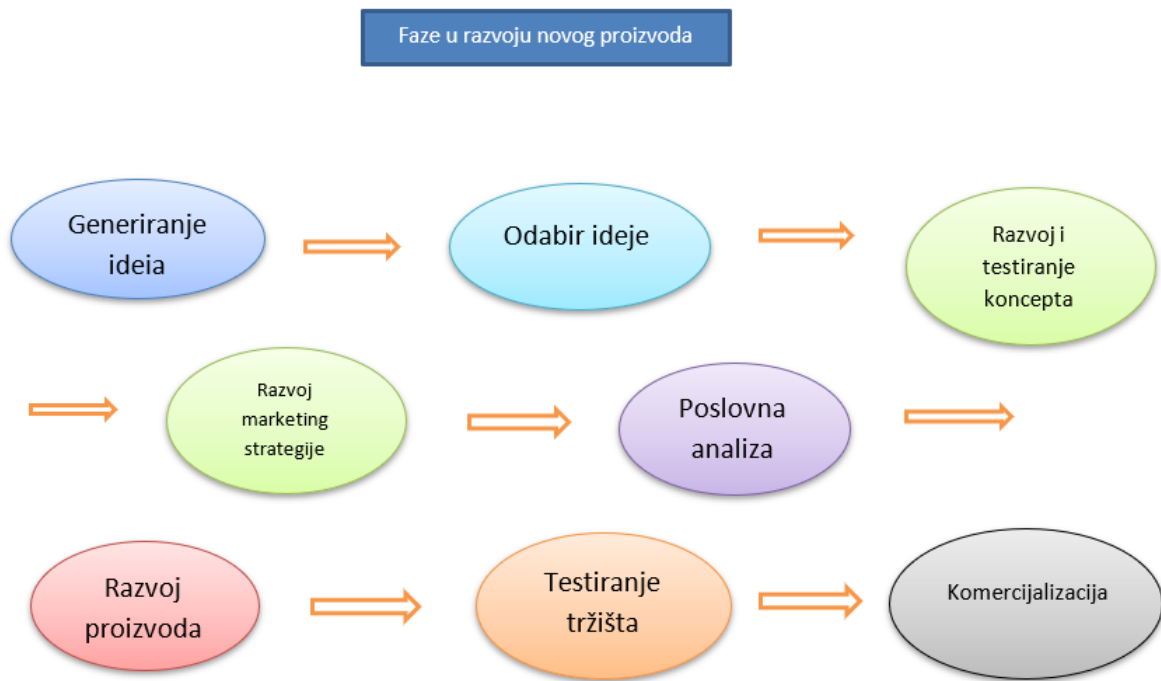 Faze u razvoju novog proizvoda
Generiranje
ideia
Odabir ideje
Razvoj i
testiranje
koncepta
Razvoj
marketing
strategije
Poslovna
analiza
Razvoj
proizvoda
Testiranje
tržišta
Komercijalizacija